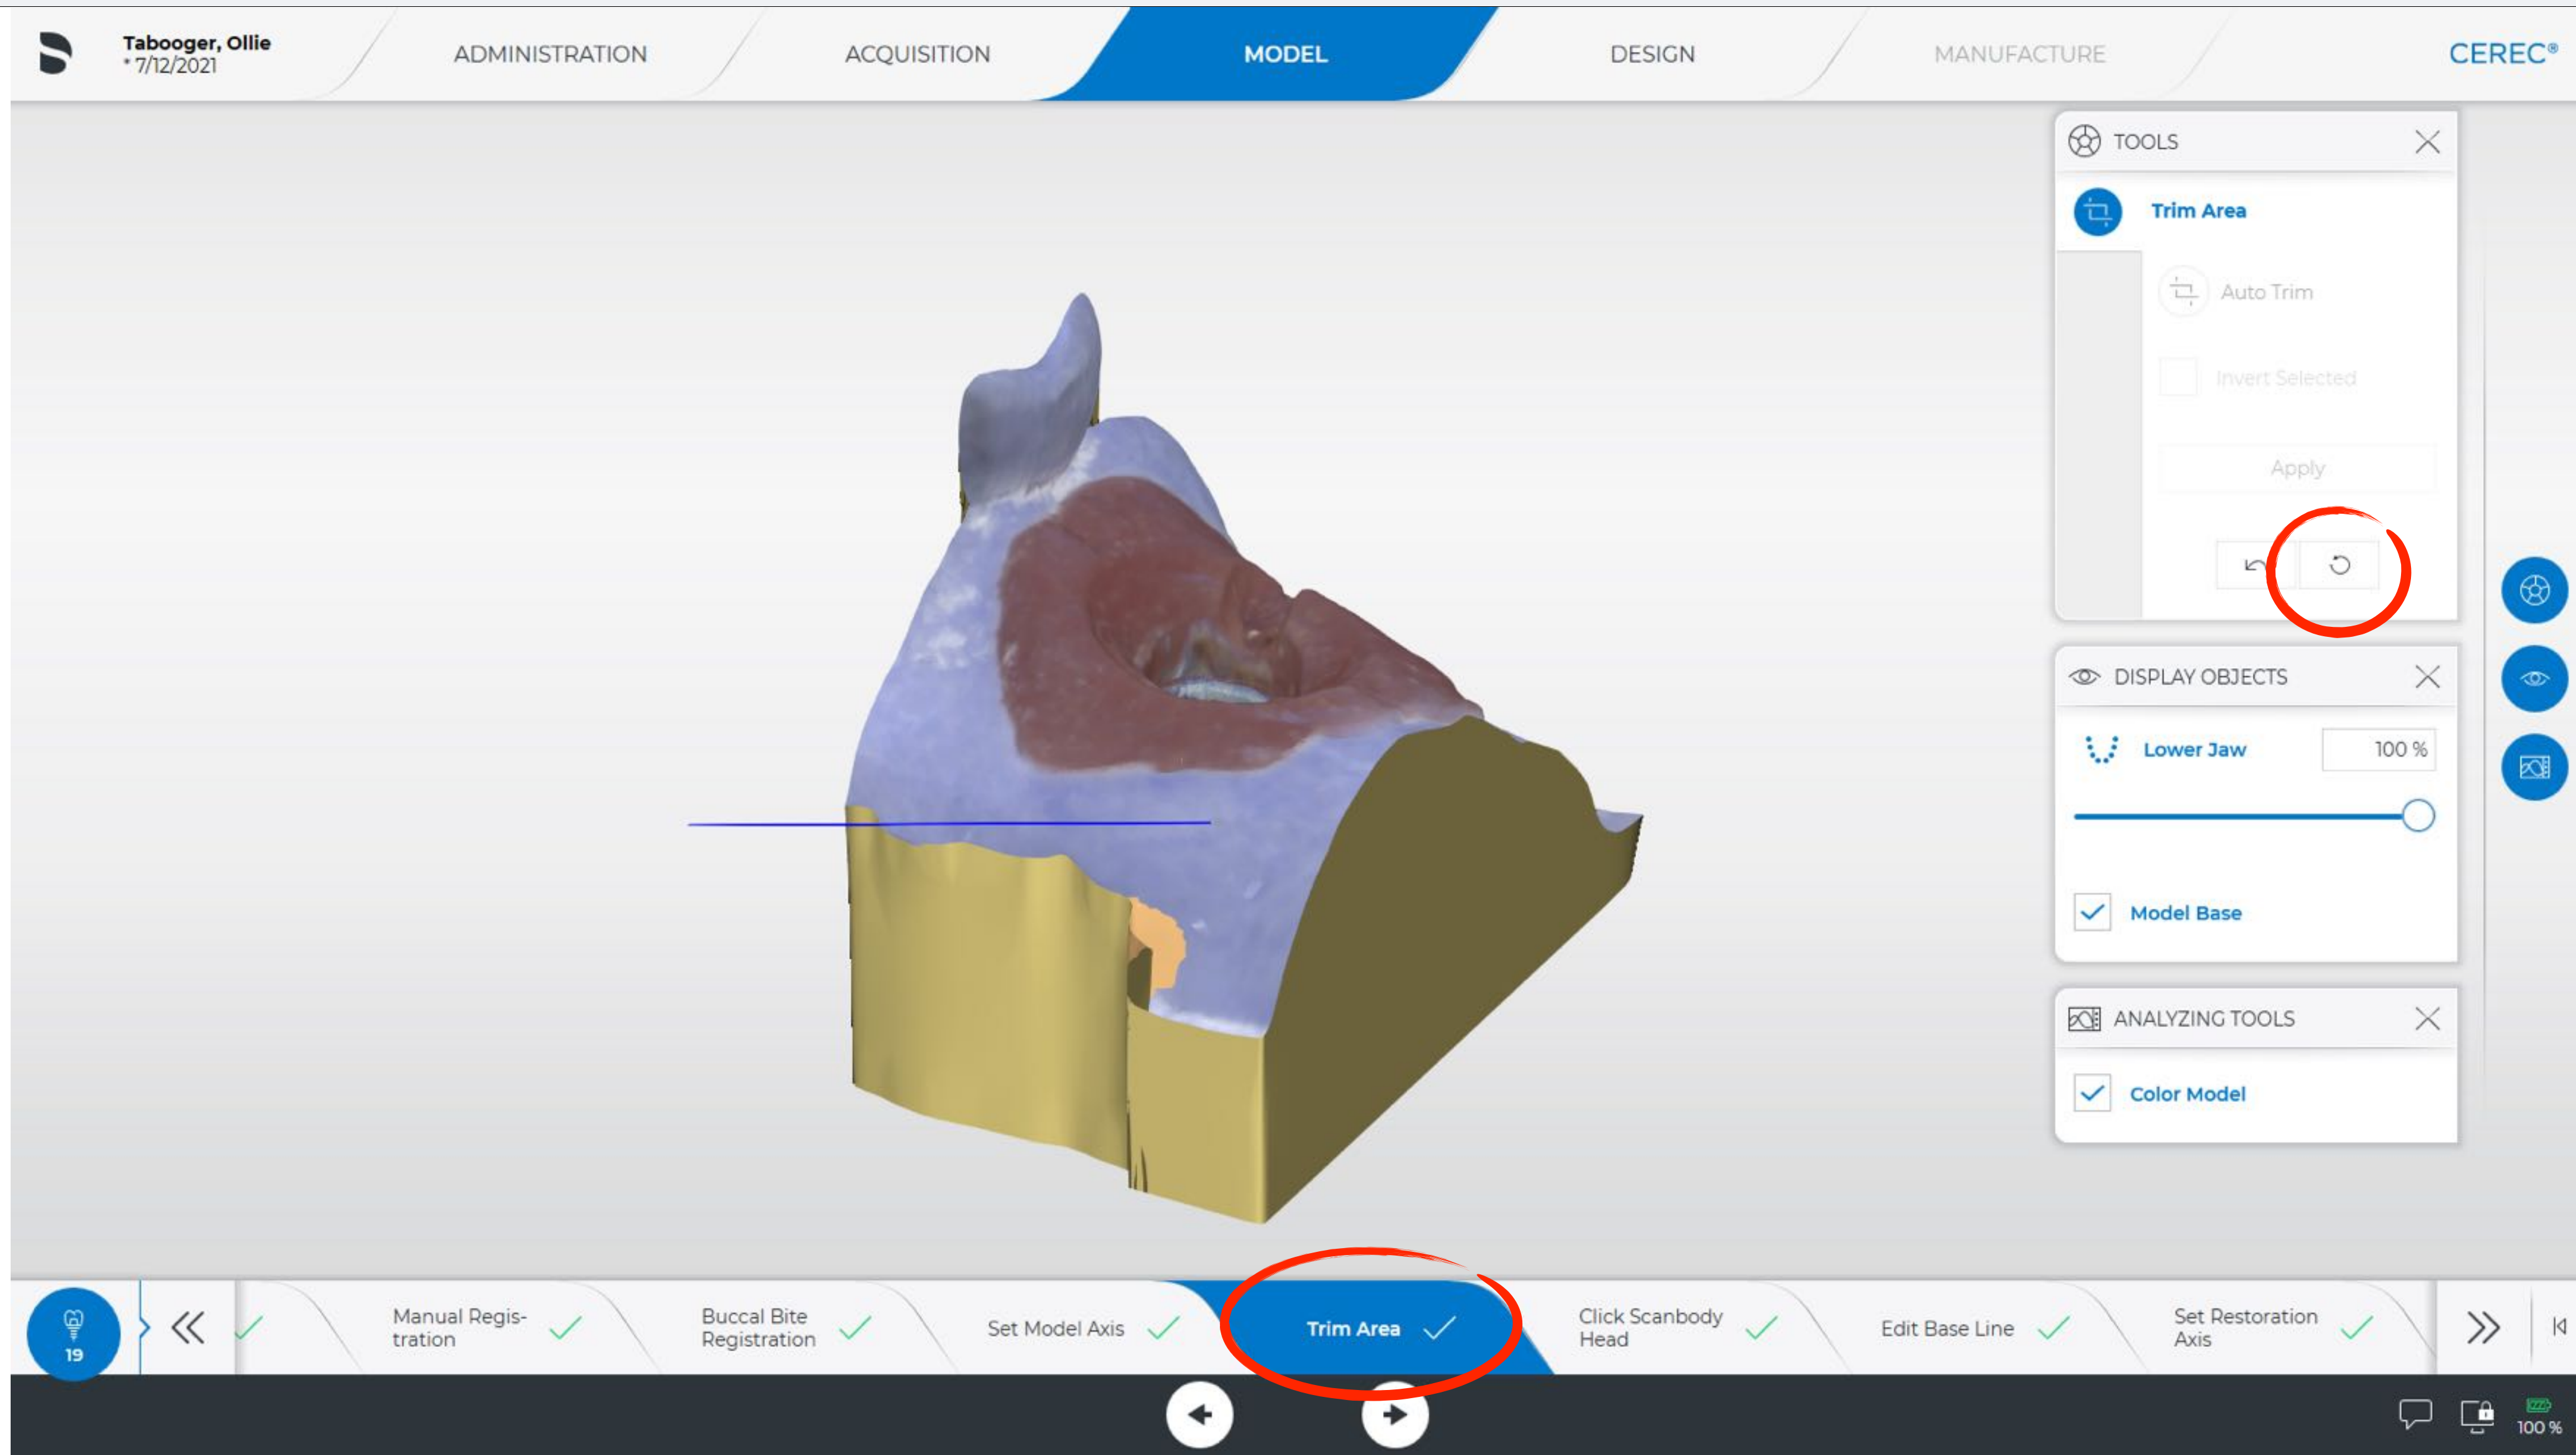 Tabooger, Ollie
* 7/12/2021
ADMINISTRATION
ACQUISITION
MODEL
DESIGN
MANUFACTURE
CEREC®
TOOLS
Trim Area
Auto Trim
Invert Selected
Apply
DISPLAY OBJECTS
Lower Jaw
100 %
Model Base
ANALYZING TOOLS
Color Model
19
Manual Regis-
tration
Buccal Bite
Registration
Set Model Axis
Trim Area
Click Scanbody
Head
Edit Base Line
Set Restoration
Axis
100 %